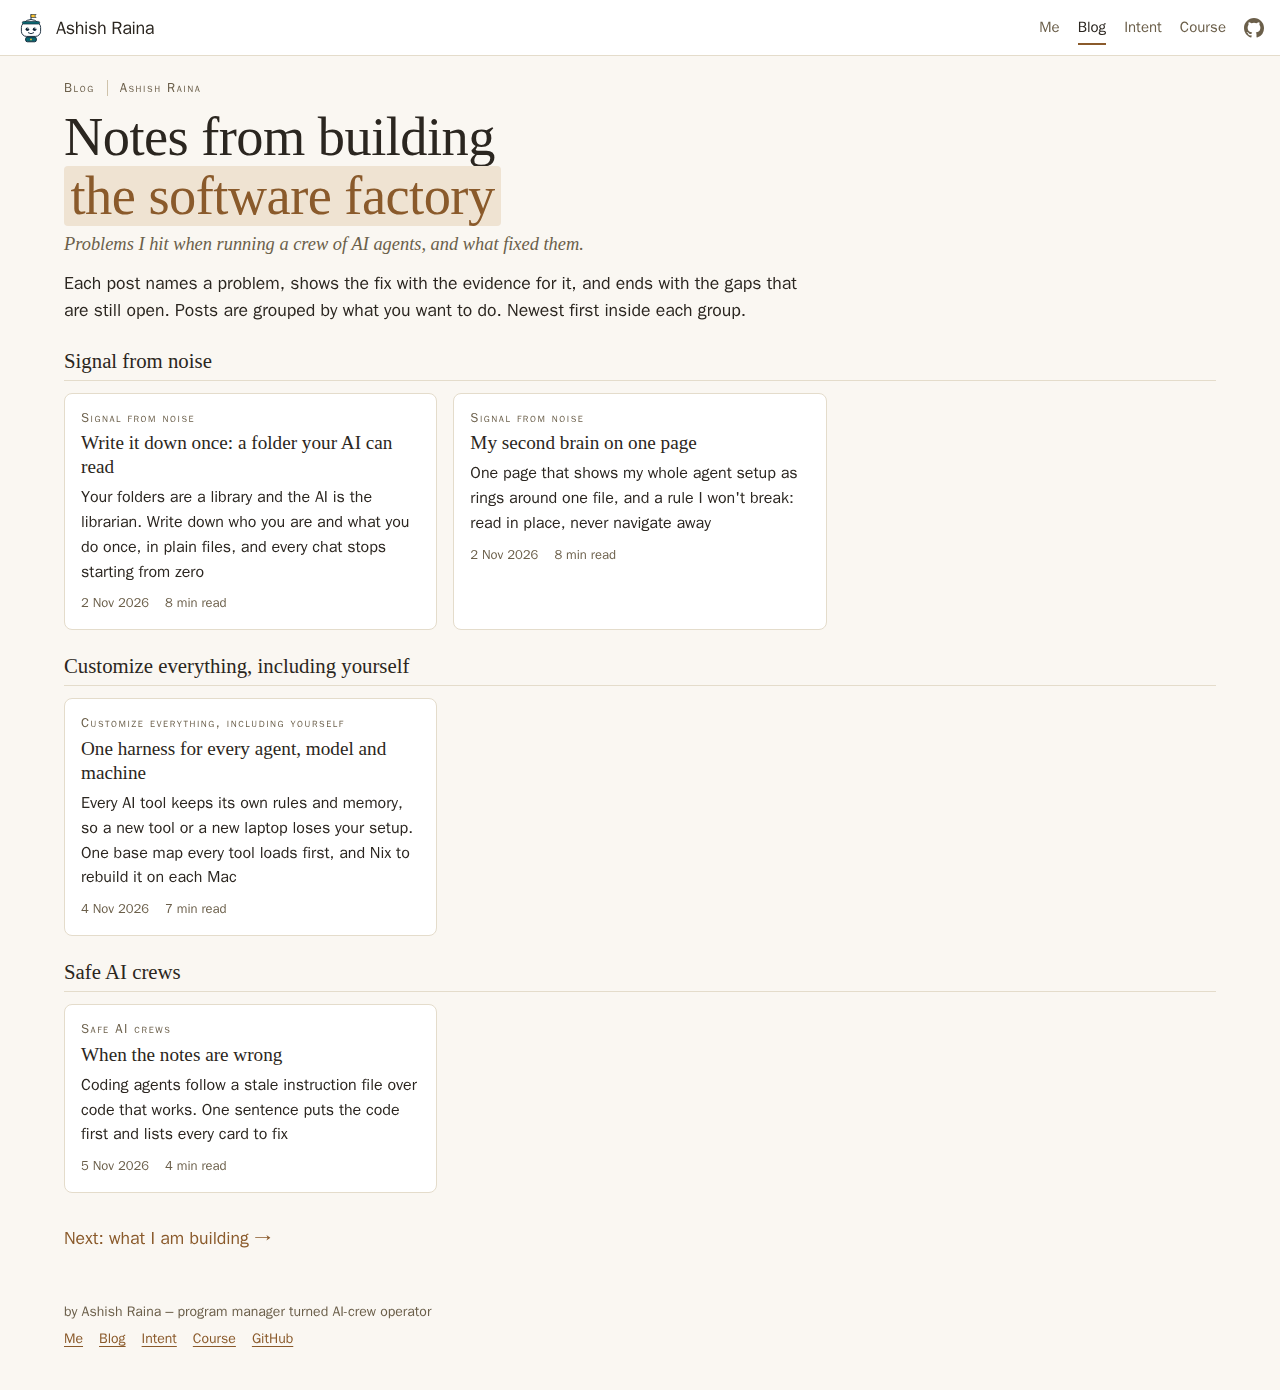 Ashish Raina
Me Blog Intent Course
Blog Ashish Raina
Notes from building
the software factory
Problems I hit when running a crew of AI agents, and what fixed them.
Each post names a problem, shows the fix with the evidence for it, and ends with the gaps that
are still open. Posts are grouped by what you want to do. Newest first inside each group.
Signal from noise
Signal from noise
Write it down once: a folder your AI can
read
Your folders are a library and the AI is the
librarian. Write down who you are and what you
do once, in plain files, and every chat stops
starting from zero
2 Nov 2026 8 min read
Signal from noise
My second brain on one page
One page that shows my whole agent setup as
rings around one file, and a rule I won't break:
read in place, never navigate away
2 Nov 2026 8 min read
Customize everything, including yourself
Customize everything, including yourself
One harness for every agent, model and
machine
Every AI tool keeps its own rules and memory,
so a new tool or a new laptop loses your setup.
One base map every tool loads first, and Nix to
rebuild it on each Mac
4 Nov 2026 7 min read
Safe AI crews
Safe AI crews
When the notes are wrong
Coding agents follow a stale instruction file over
code that works. One sentence puts the code
first and lists every card to fix
5 Nov 2026 4 min read
Next: what I am building →
by Ashish Raina – program manager turned AI-crew operator
Me Blog Intent Course GitHub